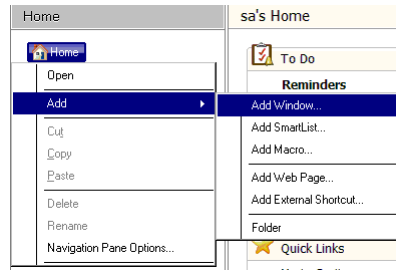 Home
sa's Home
Home
To Do
Open
Reminders
Add
Add Window...
Add SmartList...
Cut
Add Macro...
Copy
Paste
Add Web Page...
Add External Shortcut...
Delete
Rename
Folder
Navigation Pane Options...
Quick Links